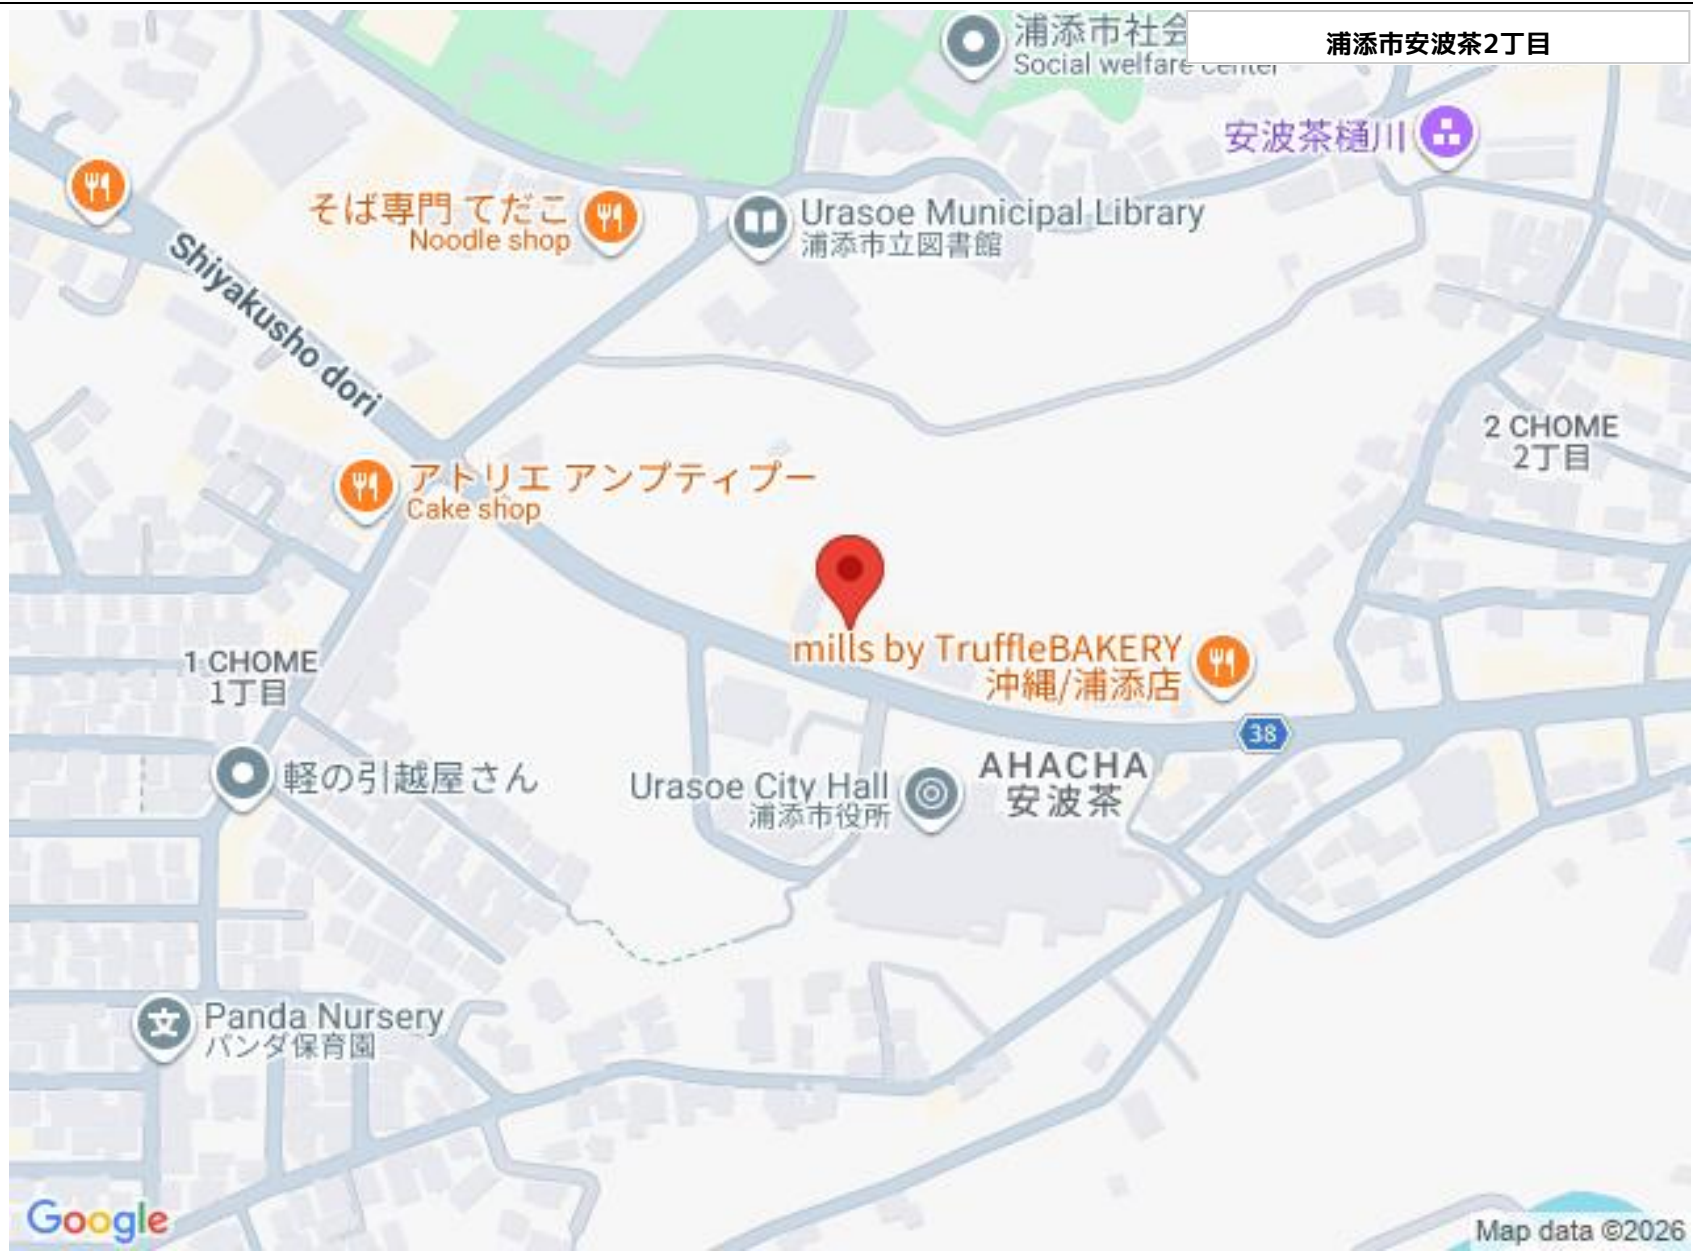 浦添市社会
Social welfare center
浦添市安波茶2丁目
安波茶樋川
そば専門 てだこ
Noodle shop
Urasoe Municipal Library
浦添市立図書館
Shiyakusho dori
2 CHOME
2丁目
アトリエ アンプティプー
Cake shop
mills by TruffleBAKERY
沖縄/浦添店
1 CHOME
1丁目
38
軽の引越屋さん
Urasoe City Hall
浦添市役所
AHACHA
安波茶
Panda Nursery
パンダ保育園
Google
Map data ©2026